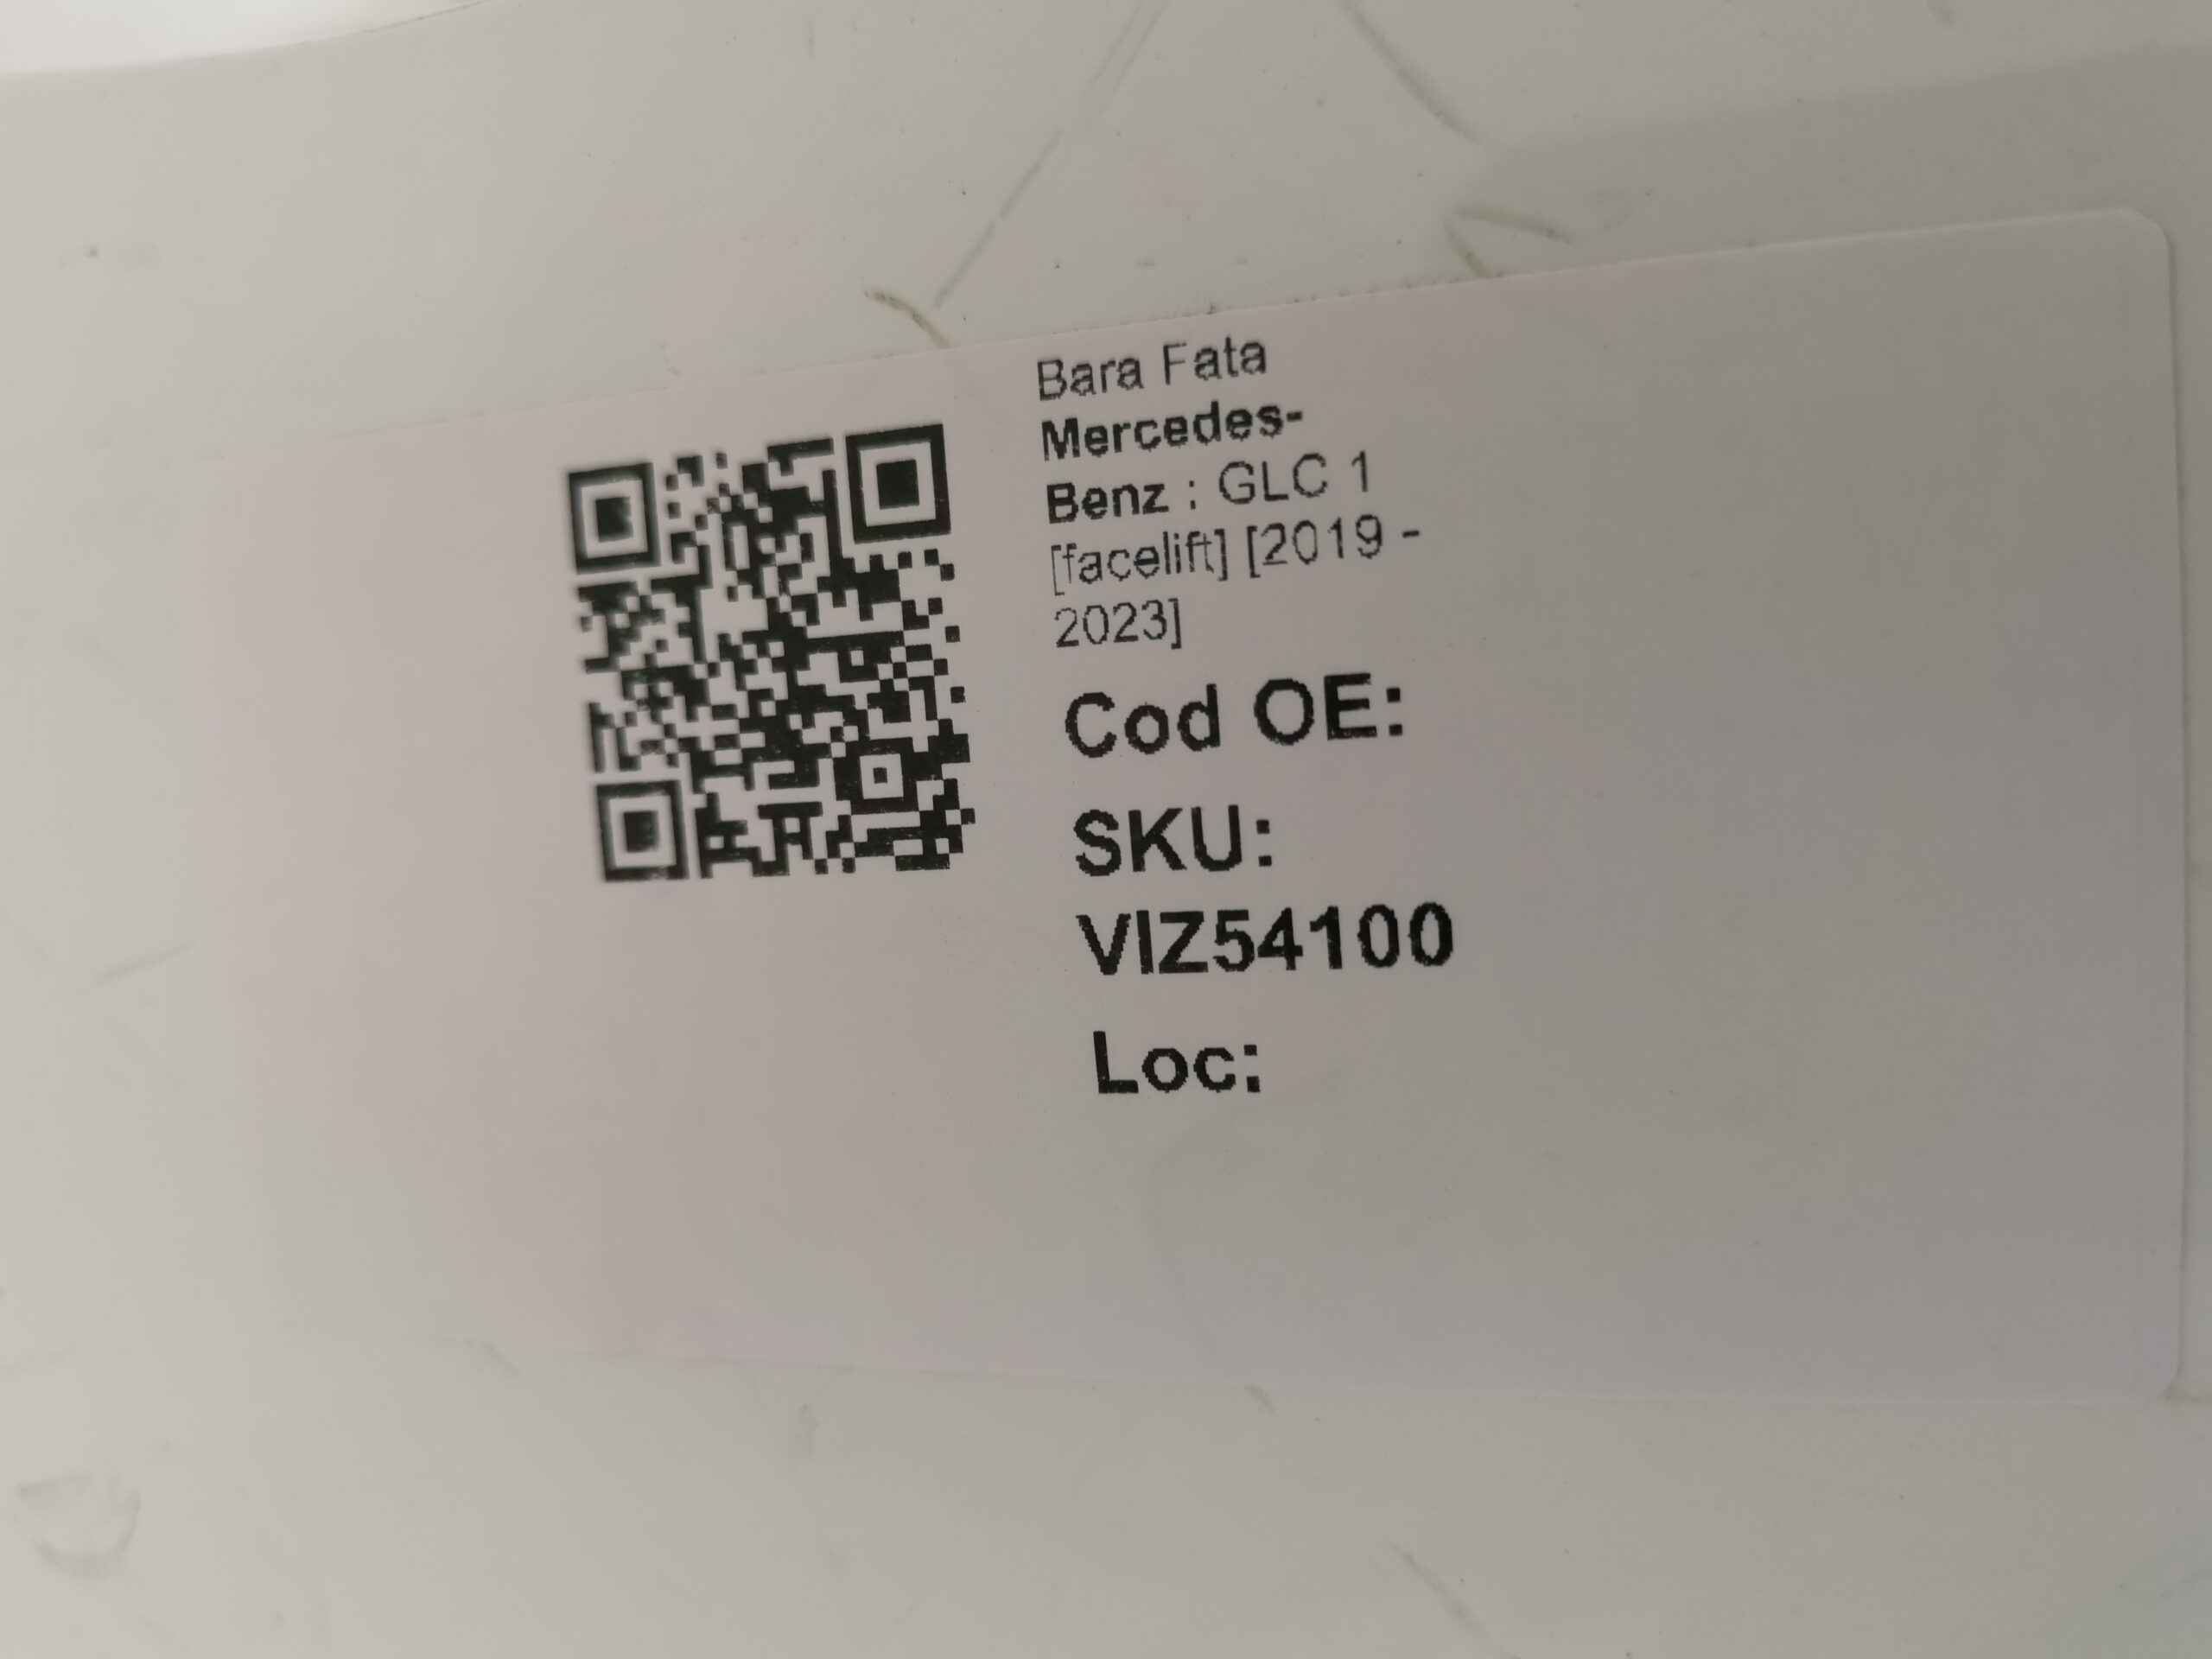 Bara Fata
Mercedes-
Benz : GLC 1
[facelift] [2019 -
2023]
Cod OE:
SKU:
VIZ54100
Loc: